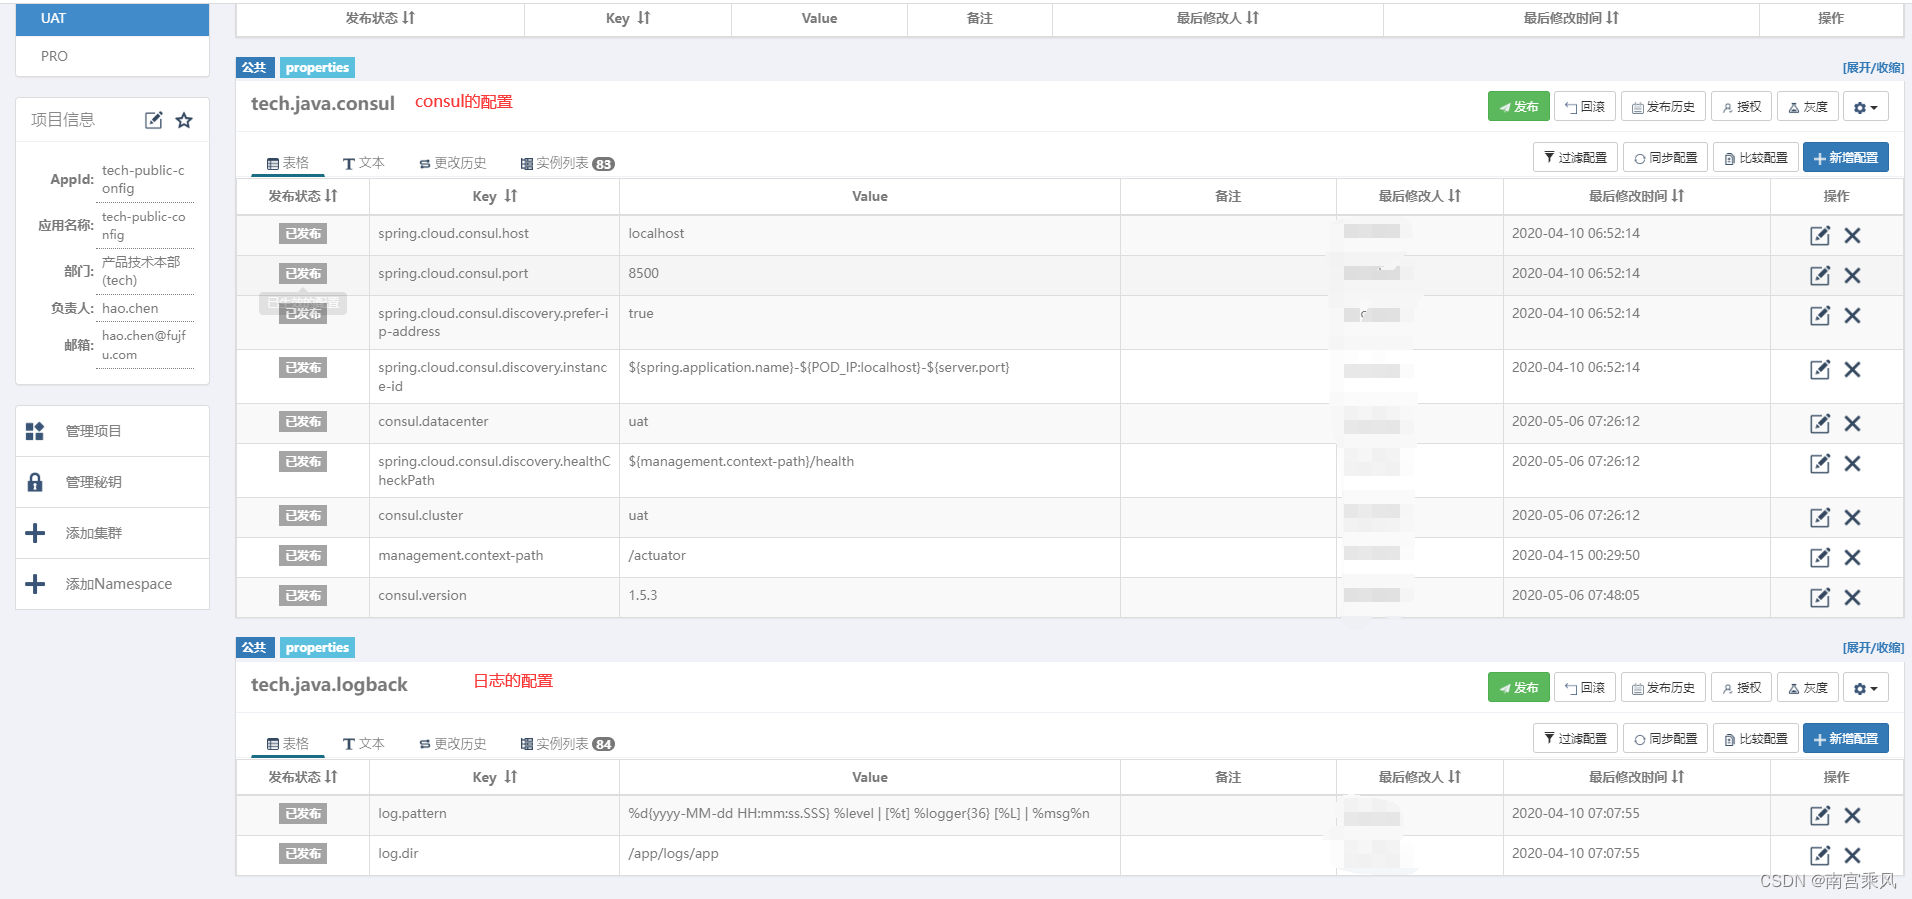 UAT
PRO
项目信息
AppId: tech-public-c
onfig
应用名称: tech-public-co
nfig
部门: 产品技术本部
(tech)
负责人: hao.chen
邮箱: hao.chen@fujf
u.com
管理项目
管理秘钥
添加集群
添加Namespace
发布状态 Key Value 备注 最后修改人 最后修改时间 操作
公共 properties [展开/收缩]
tech.java.consul consul的配置 发布 回滚 发布历史 授权 灰度
表格 文本 更改历史 实例列表 83 过滤配置 同步配置 比较配置 新增配置
发布状态 Key Value 备注 最后修改人 最后修改时间 操作
已发布 spring.cloud.consul.host localhost 2020-04-10 06:52:14
已发布 spring.cloud.consul.port 8500 2020-04-10 06:52:14
已发布 spring.cloud.consul.discovery.prefer-i true 2020-04-10 06:52:14
p-address
已发布 spring.cloud.consul.discovery.instanc ${spring.application.name}-${POD_IP:localhost}-${server.port} 2020-04-10 06:52:14
e-id
已发布 consul.datacenter uat 2020-05-06 07:26:12
已发布 spring.cloud.consul.discovery.healthC ${management.context-path}/health 2020-05-06 07:26:12
heckPath
已发布 consul.cluster uat 2020-05-06 07:26:12
已发布 management.context-path /actuator 2020-04-15 00:29:50
已发布 consul.version 1.5.3 2020-05-06 07:48:05
公共 properties [展开/收缩]
tech.java.logback 日志的配置 发布 回滚 发布历史 授权 灰度
表格 文本 更改历史 实例列表 84 过滤配置 同步配置 比较配置 新增配置
发布状态 Key Value 备注 最后修改人 最后修改时间 操作
已发布 log.pattern %d{yyyy-MM-dd HH:mm:ss.SSS} %level | [%t] %logger{36} [%L] | %msg%n 2020-04-10 07:07:55
已发布 log.dir /app/logs/app 2020-04-10 07:07:55
CSDN @南宫乘风